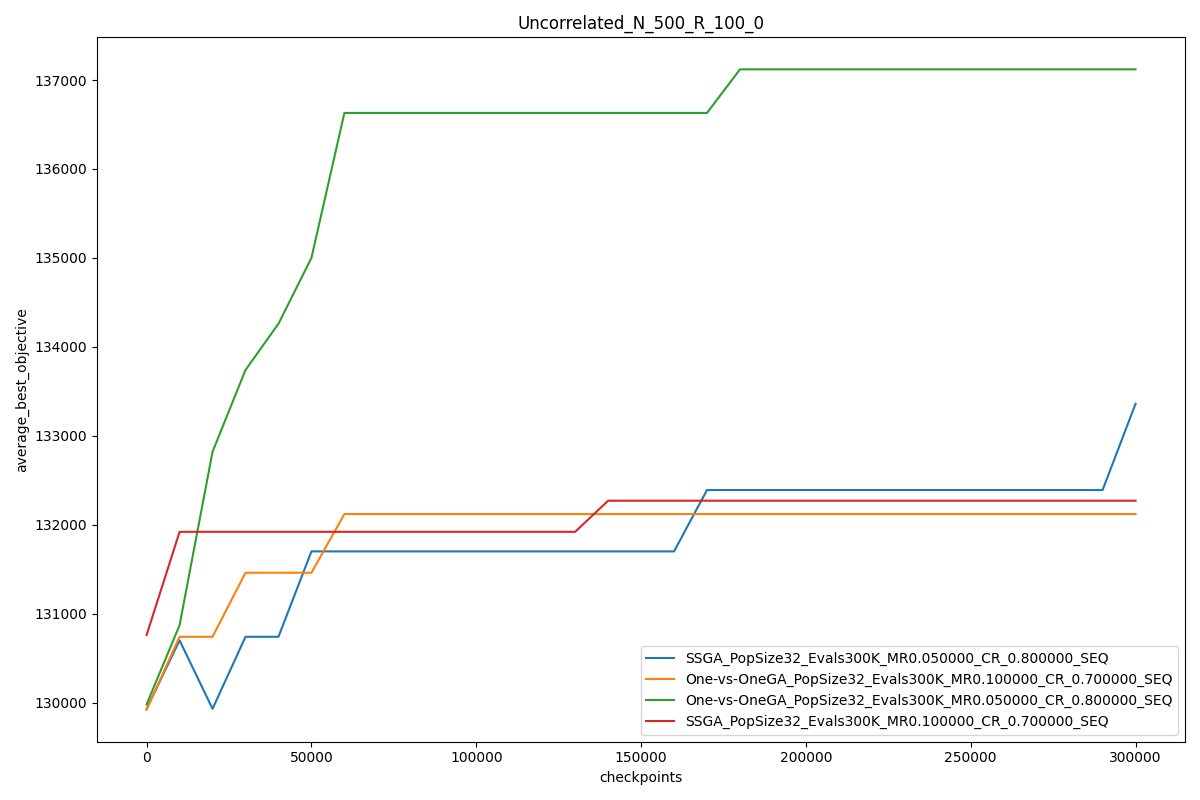 Uncorrelated_N_500_R_100_0
average_best_objective
137000
136000
135000
134000
133000
132000
131000
130000
SSGA_PopSize32_Evals300K_MR0.050000_CR_0.800000_SEQ
One-vs-OneGA_PopSize32_Evals300K_MR0.100000_CR_0.700000_SEQ
One-vs-OneGA_PopSize32_Evals300K_MR0.050000_CR_0.800000_SEQ
SSGA_PopSize32_Evals300K_MR0.100000_CR_0.700000_SEQ
0 50000 100000 150000 200000 250000 300000
checkpoints